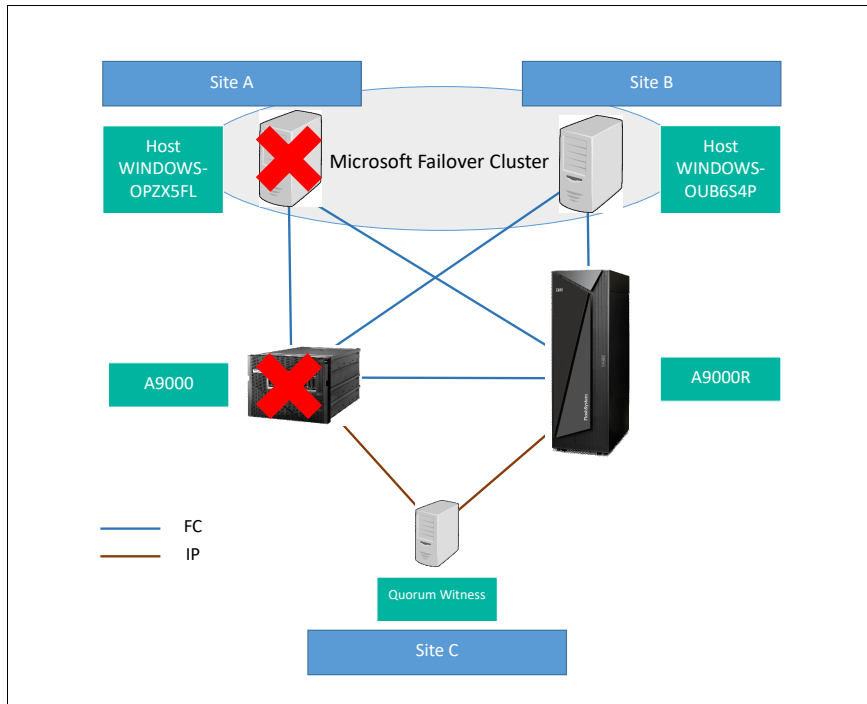 Site A
Site B
Host
WINDOWS-
OPZX5FL
Microsoft Failover Cluster
Host
WINDOWS-
OUB6S4P
A9000
A9000R
FC
IP
Quorum Witness
Site C